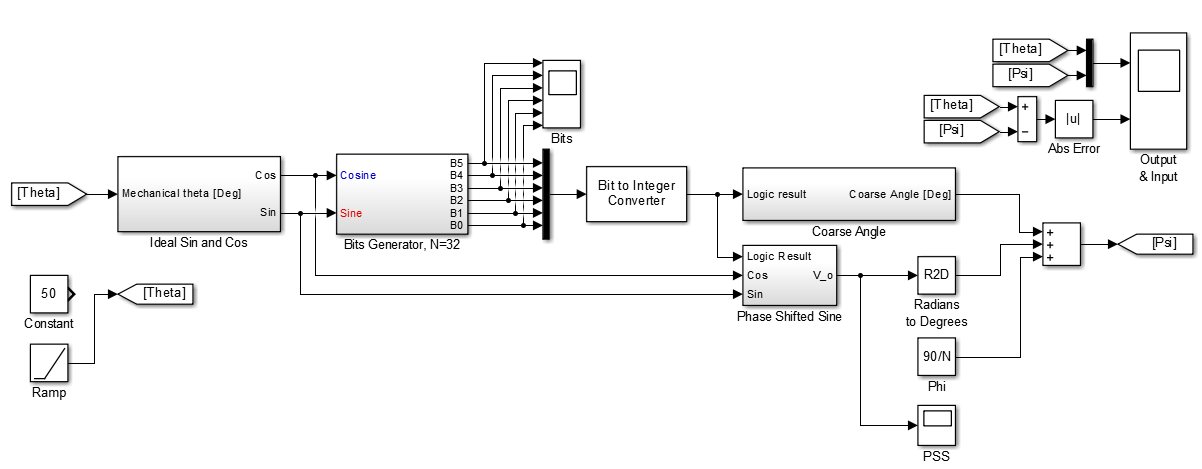 [Theta]
[Psi]
[Theta]
[Psi]
+
−
|u|
Abs Error
Output
& Input
Bits
[Theta]
Mechanical theta [Deg]
Cos
Sin
Ideal Sin and Cos
Cosine
Sine
B5
B4
B3
B2
B1
B0
Bits Generator, N=32
Bit to Integer
Converter
Logic result
Coarse Angle [Deg]
Coarse Angle
Logic Result
Cos
Sin
V_o
Phase Shifted Sine
R2D
Radians
to Degrees
+
+
+
[Psi]
50
Constant
[Theta]
Ramp
90/N
Phi
PSS